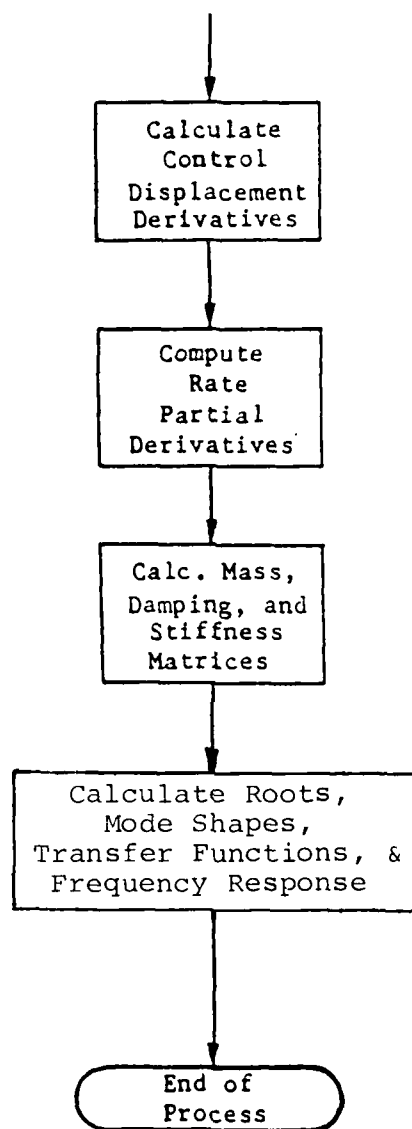 Calculate
Control
Displacement
Derivatives
Compute
Rate
Partial
Derivatives
Calc. Mass,
Damping, and
Stiffness
Matrices
Calculate Roots,
Mode Shapes,
Transfer Functions, &
Frequency Response
End of
Process